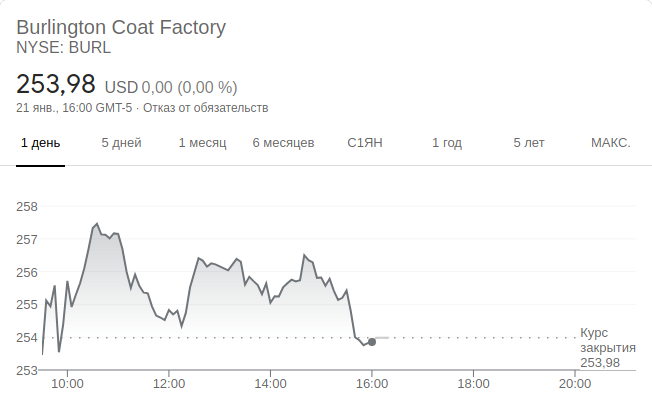 Burlington Coat Factory
NYSE: BURL
253,98 USD 0,00 (0,00 %)
21 янв., 16:00 GMT-5 · Отказ от обязательств
1 день 5 дней 1 месяц 6 месяцев С1ЯН 1 год 5 лет МАКС.
258
257
256
255
254
253
Курс
закрытия
253,98
10:00 12:00 14:00 16:00 18:00 20:00